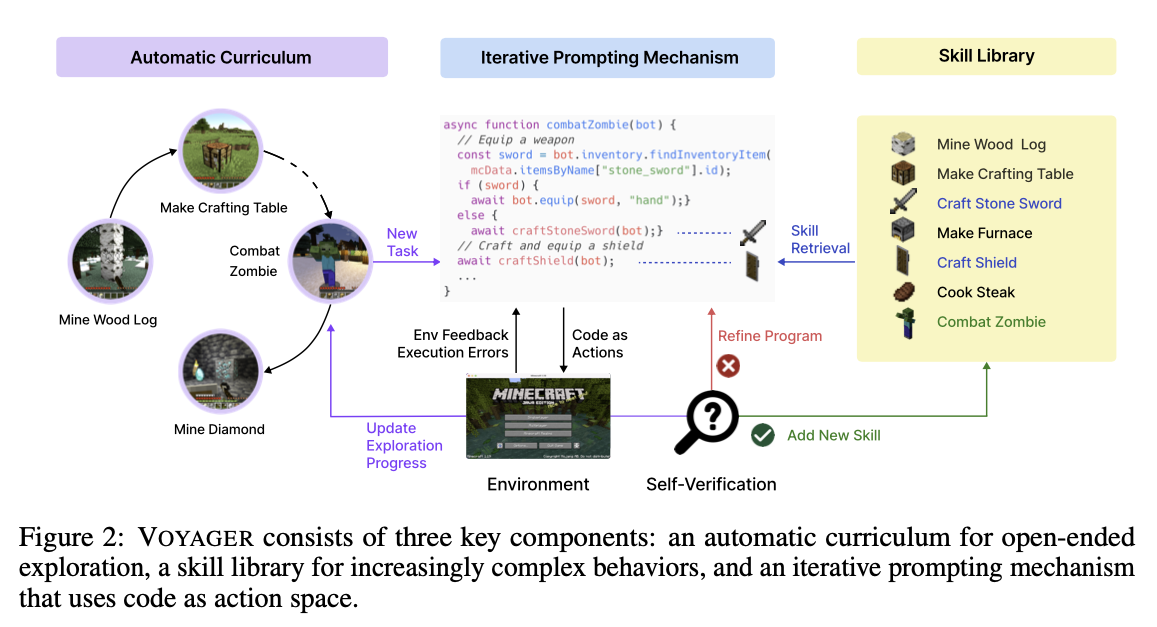 Automatic Curriculum
Iterative Prompting Mechanism
Skill Library
Make Crafting Table
Combat
Zombie
Mine Wood Log
Mine Diamond
New
Task
async function combatZombie(bot) {
// Equip a weapon
const sword = bot.inventory.findInventoryItem(
mcData.itemsByName["stone_sword"].id);
if (sword) {
await bot.equip(sword, "hand");}
else {
await craftStoneSword(bot);}
// Craft and equip a shield
await craftShield(bot);
...
}
Skill
Retrieval
Mine Wood Log
Make Crafting Table
Craft Stone Sword
Make Furnace
Craft Shield
Cook Steak
Combat Zombie
Env Feedback
Execution Errors
Code as
Actions
Refine Program
Update
Exploration
Progress
MINECRAFT
JAVA EDITION
Environment
?
Self-Verification
Add New Skill
Figure 2: VOYAGER consists of three key components: an automatic curriculum for open-ended
exploration, a skill library for increasingly complex behaviors, and an iterative prompting mechanism
that uses code as action space.